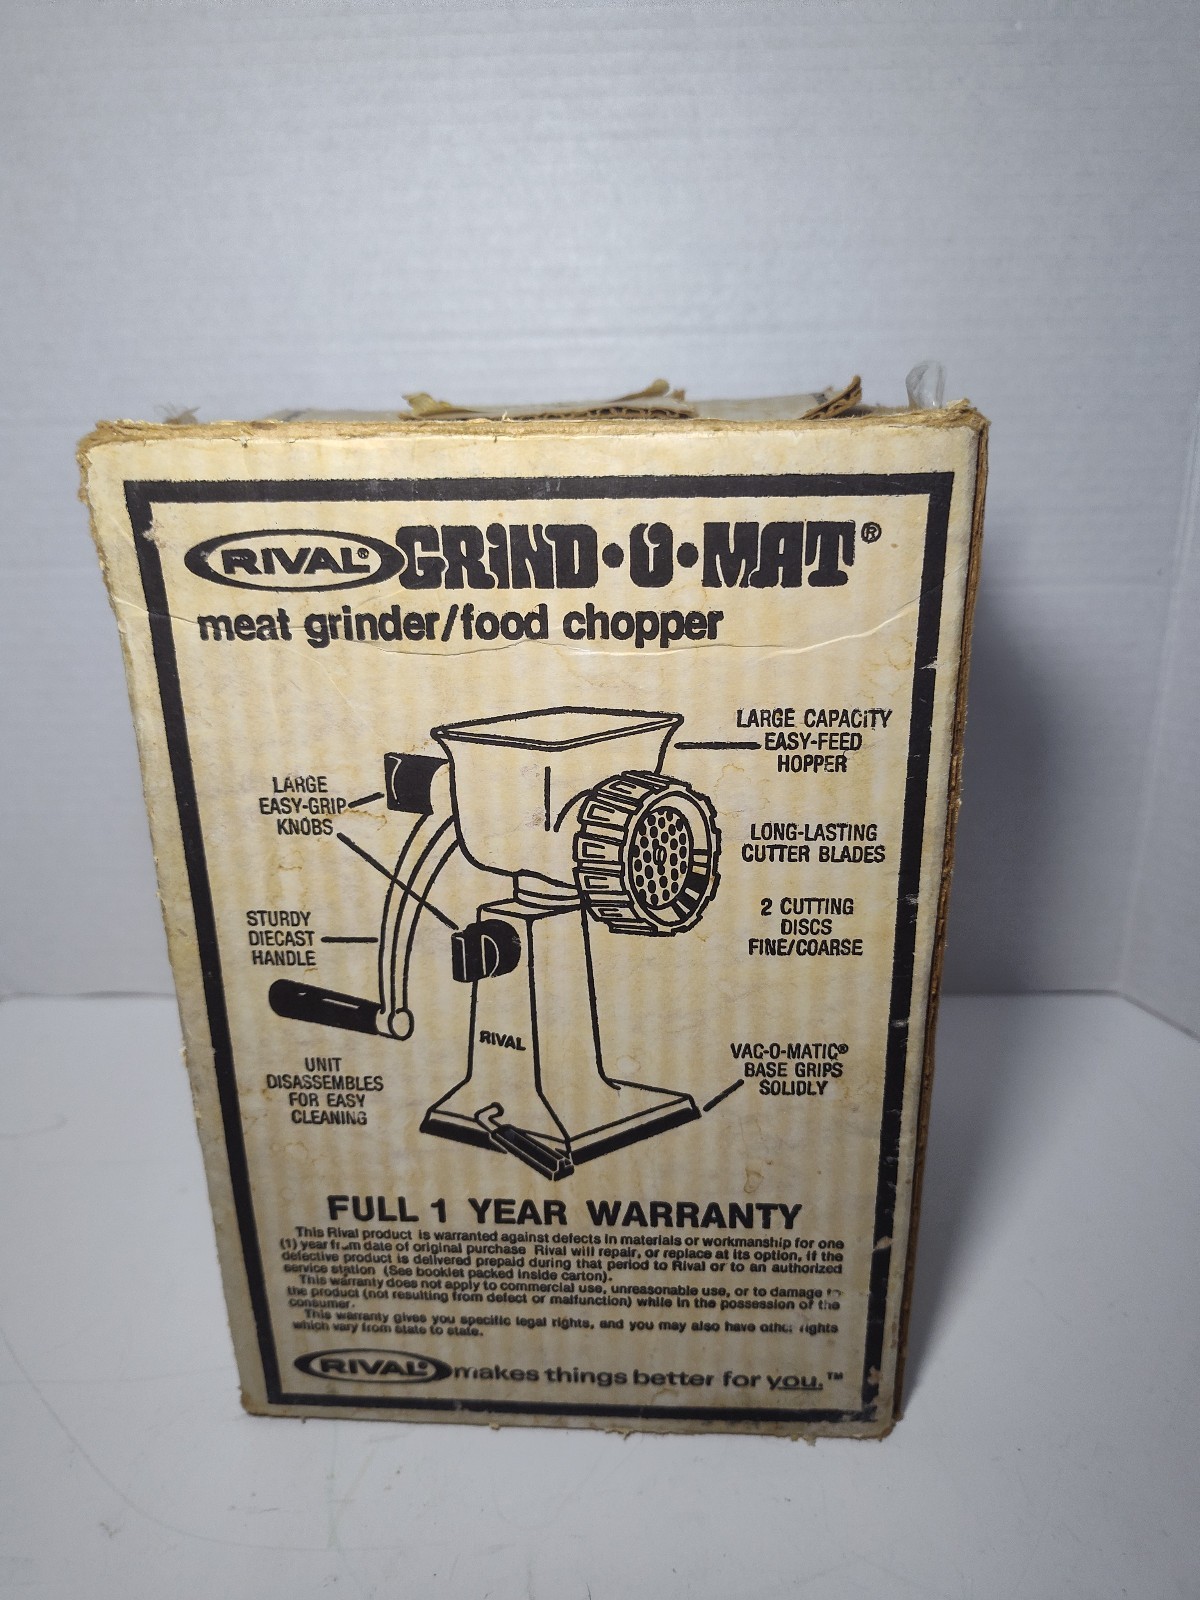 RIVAL® GRIND•O•MAT®
meat grinder/food chopper
LARGE CAPACITY
EASY-FEED
HOPPER
LARGE
EASY-GRIP
KNOBS
LONG-LASTING
CUTTER BLADES
2 CUTTING
DISCS
FINE/COARSE
STURDY
DIECAST
HANDLE
RIVAL
VAC-O-MATIC®
BASE GRIPS
SOLIDLY
UNIT
DISASSEMBLES
FOR EASY
CLEANING
FULL 1 YEAR WARRANTY
This Rival product is warranted against defects in materials or workmanship for one
(1) year from date of original purchase Rival will repair, or replace at its option, if the
defective product is delivered prepaid during that period to Rival or to an authorized
service station (See booklet packed inside carton).
This warranty does not apply to commercial use, unreasonable use, or to damage to
the product (not resulting from defect or malfunction) while in the possession of the
consumer.
This warranty gives you specific legal rights, and you may also have other rights
which vary from state to state.
RIVAL® makes things better for you.™